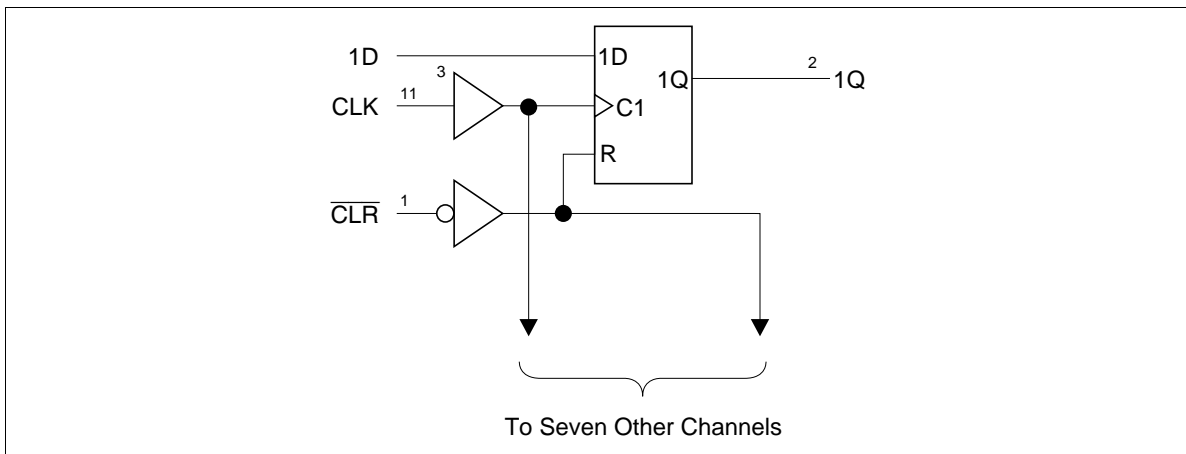 1D
3
1D
1Q
2
1Q
CLK
11
C1
R
CLR
1
To Seven Other Channels